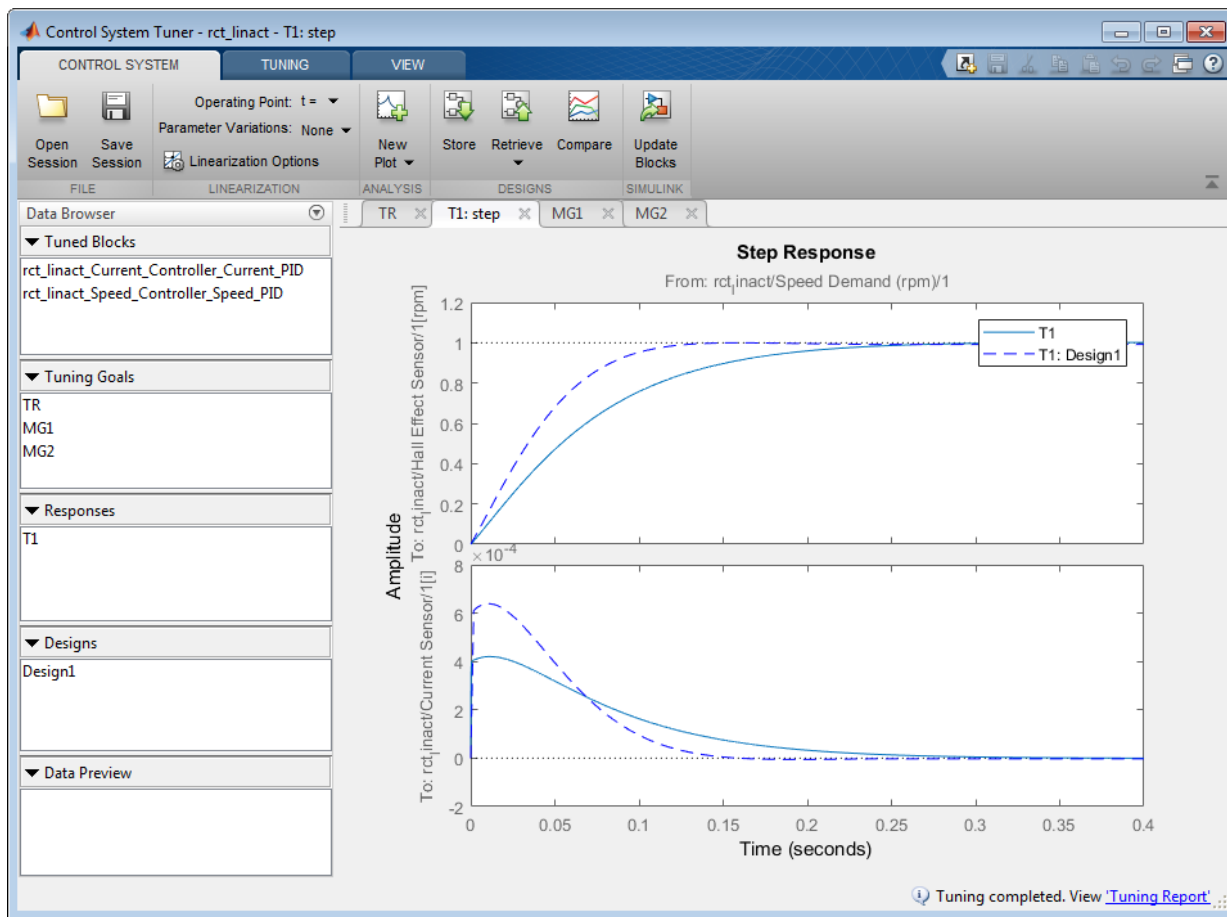 Control System Tuner - rct_linact - T1: step
CONTROL SYSTEM
TUNING
VIEW
Operating Point: t =
Parameter Variations: None
Linearization Options
Open
Session
Save
Session
New
Plot
Store
Retrieve
Compare
Update
Blocks
FILE
LINEARIZATION
ANALYSIS
DESIGNS
SIMULINK
Data Browser
Tuned Blocks
rct_linact_Current_Controller_Current_PID
rct_linact_Speed_Controller_Speed_PID
Tuning Goals
TR
MG1
MG2
Responses
T1
Designs
Design1
Data Preview
TR
T1: step
MG1
MG2
Step Response
From: rct_linact/Speed Demand (rpm)/1
To: rct_linact/Hall Effect Sensor/1[rpm]
1.2
1
0.8
0.6
0.4
0.2
0
T1
T1: Design1
Amplitude
To: rct_linact/Current Sensor/1[i]
× 10-4
8
6
4
2
0
-2
0
0.05
0.1
0.15
0.2
0.25
0.3
0.35
0.4
Time (seconds)
Tuning completed. View 'Tuning Report'